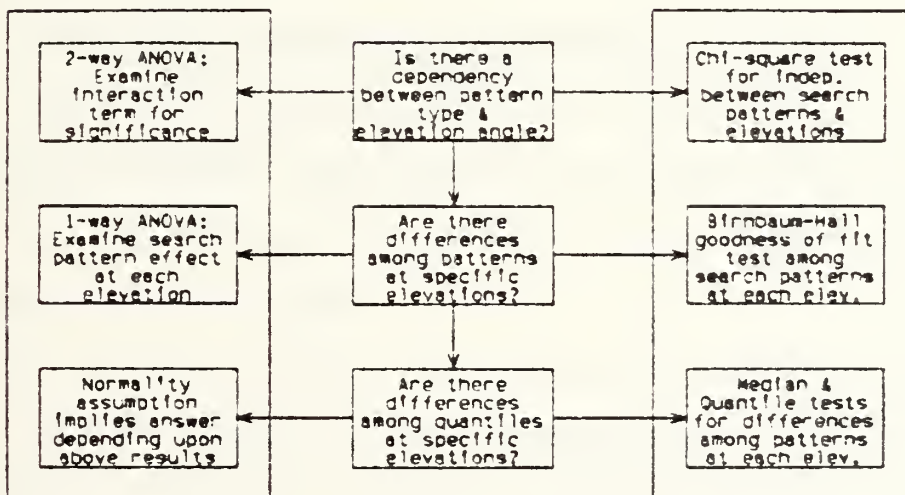 2-way ANOVA:
Examine
interaction
term for
significance
Is there a
dependency
between pattern
type &
elevation angle?
Chi-square test
for indep.
between search
patterns &
elevations
1-way ANOVA:
Examine search
pattern effect
at each
elevation
Are there
differences
among patterns
at specific
elevations?
Birnbaum-Hall
goodness of fit
test among
search patterns
at each elev.
Normality
assumption
implies answer
depending upon
above results
Are there
differences
among quantiles
at specific
elevations?
Median &
Quantile tests
for differences
among patterns
at each elev.